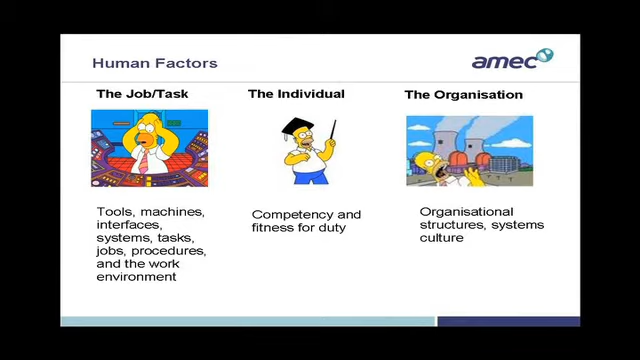 Human Factors
amec
The Job/Task
The Individual
The Organisation
Tools, machines,
interfaces,
systems, tasks,
jobs, procedures,
and the work
environment
Competency and
fitness for duty
Organisational
structures, systems
culture